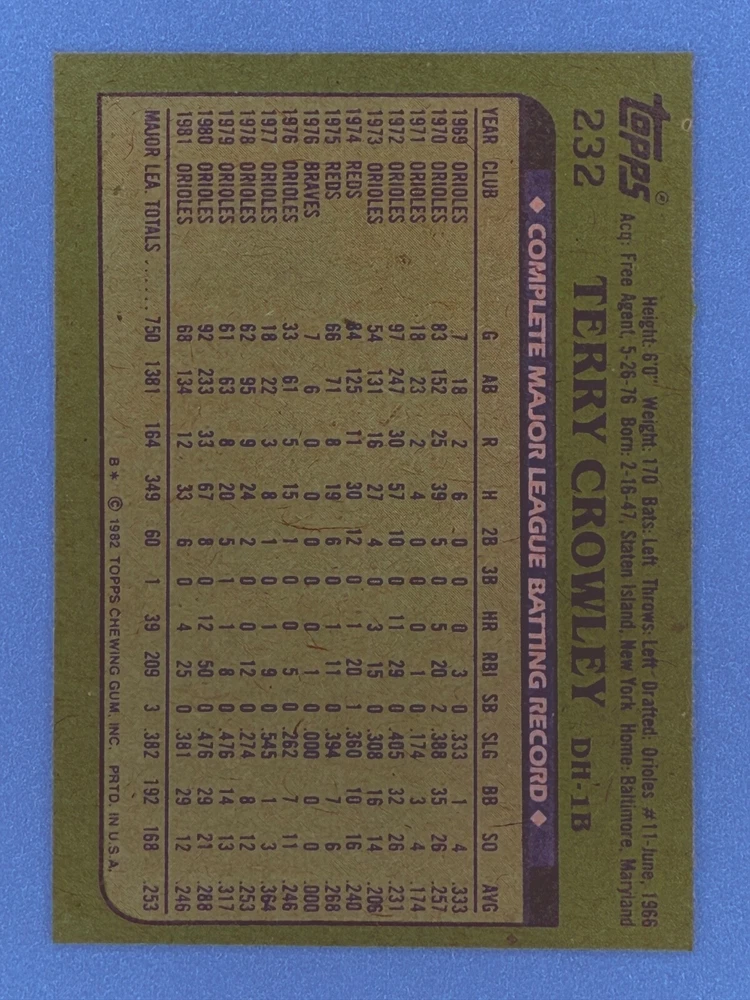 Topps®
Height: 6'0" Weight: 170 Bats: Left Throws: Left Drafted: Orioles #11-June, 1966
Acq: Free Agent, 5-26-76 Born: 2-16-47, Staten Island, New York Home: Baltimore, Maryland
232 TERRY CROWLEY DH-1B
♦ COMPLETE MAJOR LEAGUE BATTING RECORD ♦
YEAR CLUB G AB R H 2B 3B HR RBI SB SLG BB SO AVG
1969 ORIOLES 7 18 2 6 0 0 0 3 0 .333 1 4 .333
1970 ORIOLES 83 152 25 39 5 0 5 20 2 .388 35 26 .257
1971 ORIOLES 18 23 2 4 0 0 0 1 0 .174 3 4 .174
1972 ORIOLES 97 247 30 57 10 0 11 29 0 .405 32 26 .231
1973 ORIOLES 54 131 16 27 4 0 3 15 0 .308 16 14 .206
1974 REDS 84 125 11 30 12 0 1 20 1 .360 10 16 .240
1975 REDS 66 71 8 19 6 0 1 11 0 .394 7 6 .268
1976 BRAVES 7 6 0 0 0 0 0 1 0 .000 0 0 .000
1976 ORIOLES 33 61 5 15 1 0 0 5 0 .262 7 11 .246
1977 ORIOLES 18 22 3 8 1 0 1 9 0 .545 1 3 .364
1978 ORIOLES 62 95 9 24 2 0 0 12 0 .274 8 12 .253
1979 ORIOLES 61 63 8 20 5 1 1 8 0 .476 14 13 .317
1980 ORIOLES 92 233 33 67 8 0 12 50 0 .476 29 21 .288
1981 ORIOLES 68 134 12 33 6 0 4 25 0 .381 29 12 .246
MAJOR LEA. TOTALS ...... 750 1381 164 349 60 1 39 209 3 .382 192 168 .253
B* © 1982 TOPPS CHEWING GUM, INC. PRTD. IN U.S.A.